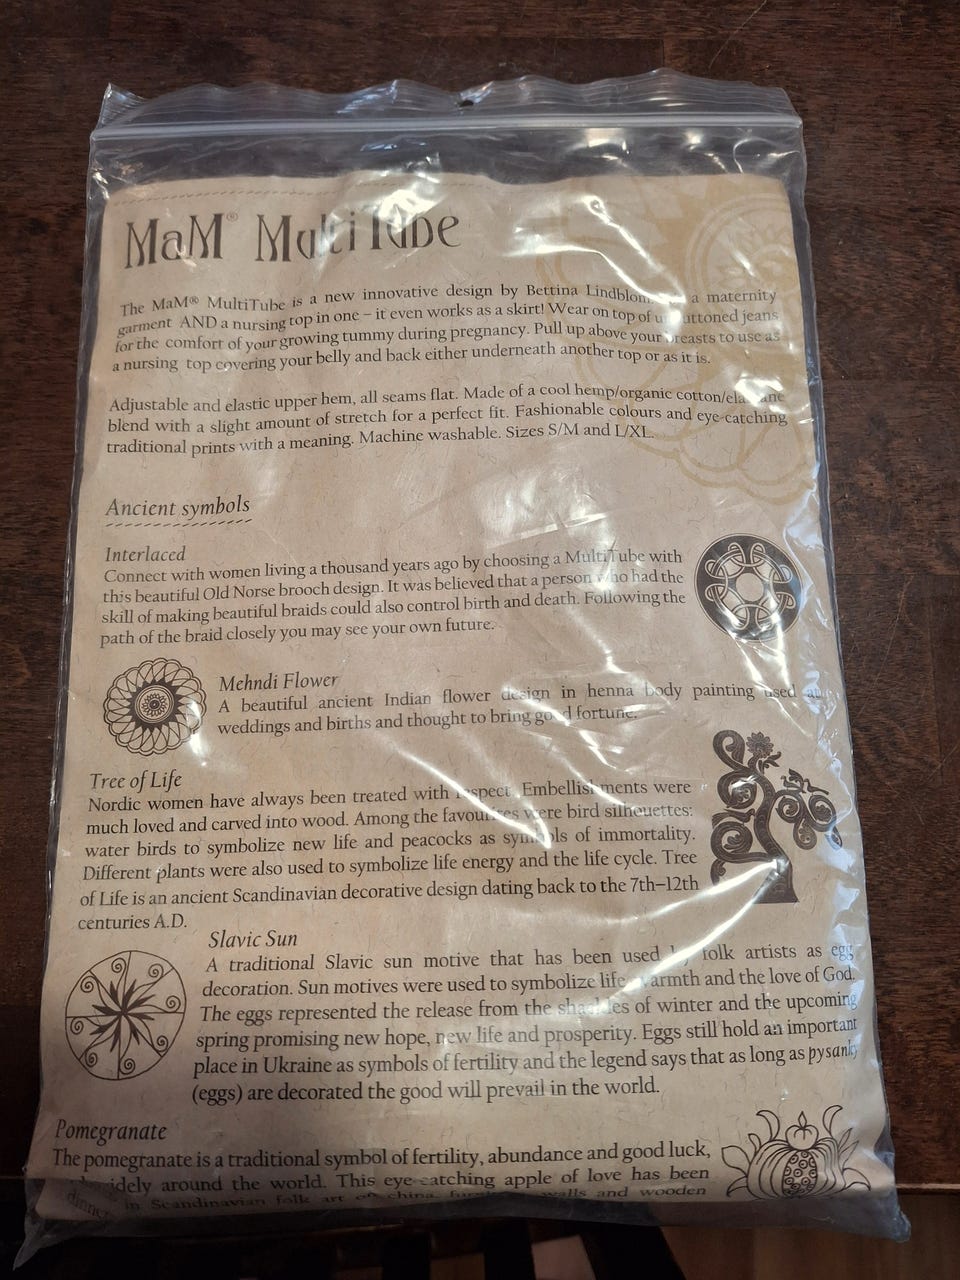 MaM® MultiTube
The MaM® MultiTube is a new innovative design by Bettina Lindblom. a maternity
garment AND a nursing top in one – it even works as a skirt! Wear on top of unbuttoned jeans
for the comfort of your growing tummy during pregnancy. Pull up above your breasts to use as
a nursing top covering your belly and back either underneath another top or as it is.
Adjustable and elastic upper hem, all seams flat. Made of a cool hemp/organic cotton/elastane
blend with a slight amount of stretch for a perfect fit. Fashionable colours and eye-catching
traditional prints with a meaning. Machine washable. Sizes S/M and L/XL.
Ancient symbols
Interlaced
Connect with women living a thousand years ago by choosing a MultiTube with
this beautiful Old Norse brooch design. It was believed that a person who had the
skill of making beautiful braids could also control birth and death. Following the
path of the braid closely you may see your own future.
Mehndi Flower
A beautiful ancient Indian flower design in henna body painting used at
weddings and births and thought to bring good fortune.
Tree of Life
Nordic women have always been treated with respect. Embellishments were
much loved and carved into wood. Among the favourites were bird silhouettes:
water birds to symbolize new life and peacocks as symbols of immortality.
Different plants were also used to symbolize life energy and the life cycle. Tree
of Life is an ancient Scandinavian decorative design dating back to the 7th–12th
centuries A.D.
Slavic Sun
A traditional Slavic sun motive that has been used by folk artists as egg
decoration. Sun motives were used to symbolize life, warmth and the love of God.
The eggs represented the release from the shackles of winter and the upcoming
spring promising new hope, new life and prosperity. Eggs still hold an important
place in Ukraine as symbols of fertility and the legend says that as long as pysanky
(eggs) are decorated the good will prevail in the world.
Pomegranate
The pomegranate is a traditional symbol of fertility, abundance and good luck,
widely around the world. This eye-catching apple of love has been
in Scandinavian folk art on china, walls and wooden